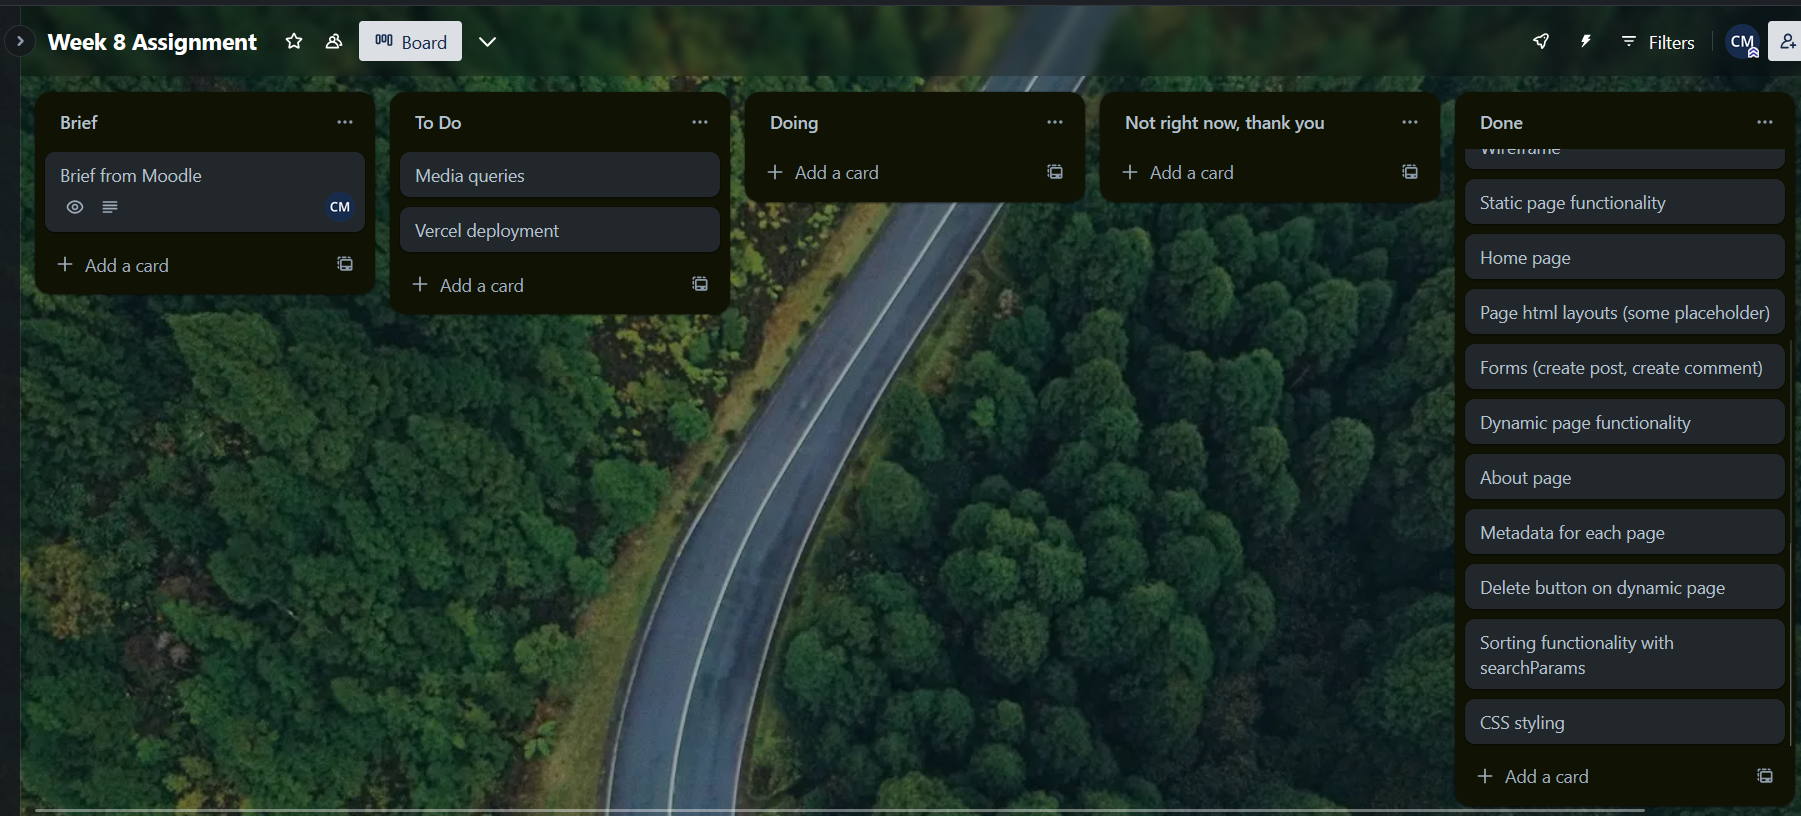 Week 8 Assignment
Board
Filters
CM
Brief
Brief from Moodle
CM
Add a card
To Do
Media queries
Vercel deployment
Add a card
Doing
Add a card
Not right now, thank you
Add a card
Done
Wireframe
Static page functionality
Home page
Page html layouts (some placeholder)
Forms (create post, create comment)
Dynamic page functionality
About page
Metadata for each page
Delete button on dynamic page
Sorting functionality with
searchParams
CSS styling
Add a card